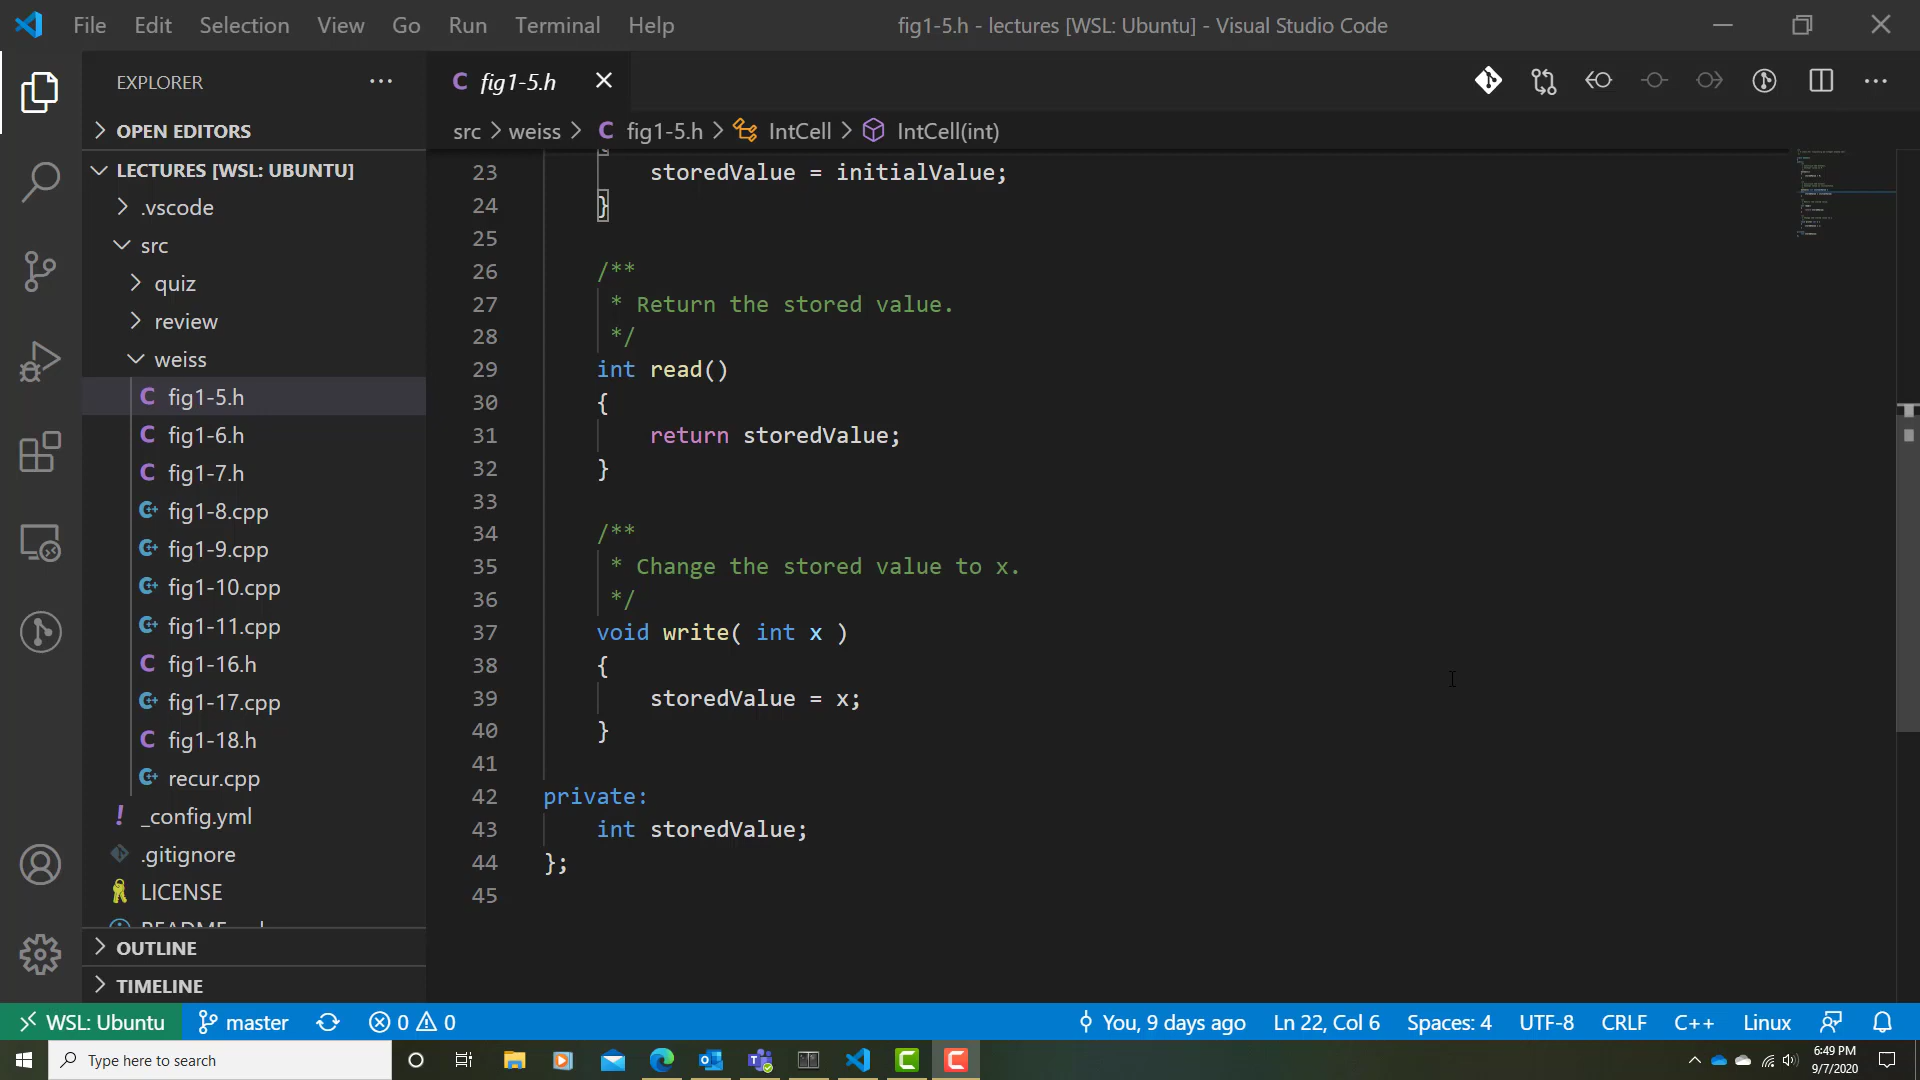 File Edit Selection View Go Run Terminal Help
fig1-5.h - lectures [WSL: Ubuntu] - Visual Studio Code
EXPLORER
OPEN EDITORS
LECTURES [WSL: UBUNTU]
.vscode
src
quiz
review
weiss
fig1-5.h
fig1-6.h
fig1-7.h
fig1-8.cpp
fig1-9.cpp
fig1-10.cpp
fig1-11.cpp
fig1-16.h
fig1-17.cpp
fig1-18.h
recur.cpp
_config.yml
.gitignore
LICENSE
OUTLINE
TIMELINE
fig1-5.h
src > weiss > fig1-5.h > IntCell > IntCell(int)
23 storedValue = initialValue;
24 }
25
26 /**
27 * Return the stored value.
28 */
29 int read()
30 {
31 return storedValue;
32 }
33
34 /**
35 * Change the stored value to x.
36 */
37 void write( int x )
38 {
39 storedValue = x;
40 }
41
42 private:
43 int storedValue;
44 };
45
WSL: Ubuntu master 0 0 You, 9 days ago Ln 22, Col 6 Spaces: 4 UTF-8 CRLF C++ Linux
Type here to search
6:49 PM
9/7/2020